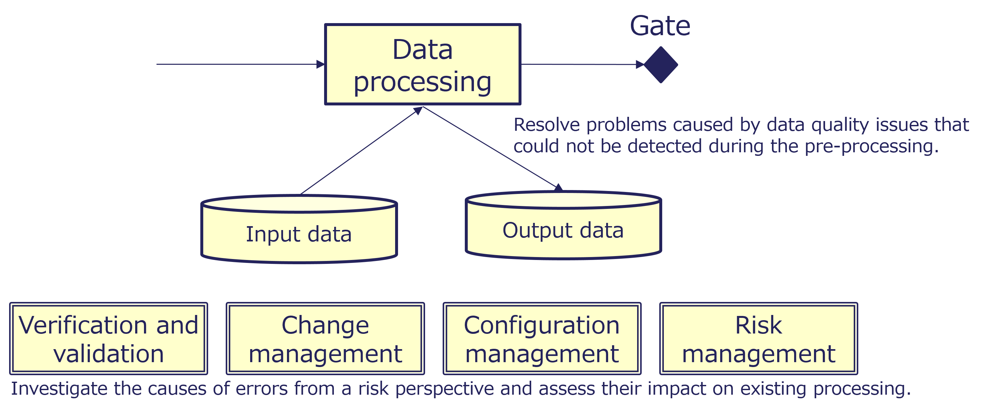 Gate
Data
processing
Resolve problems caused by data quality issues that
could not be detected during the pre-processing.
Input data
Output data
Verification and
validation
Change
management
Configuration
management
Risk
management
Investigate the causes of errors from a risk perspective and assess their impact on existing processing.